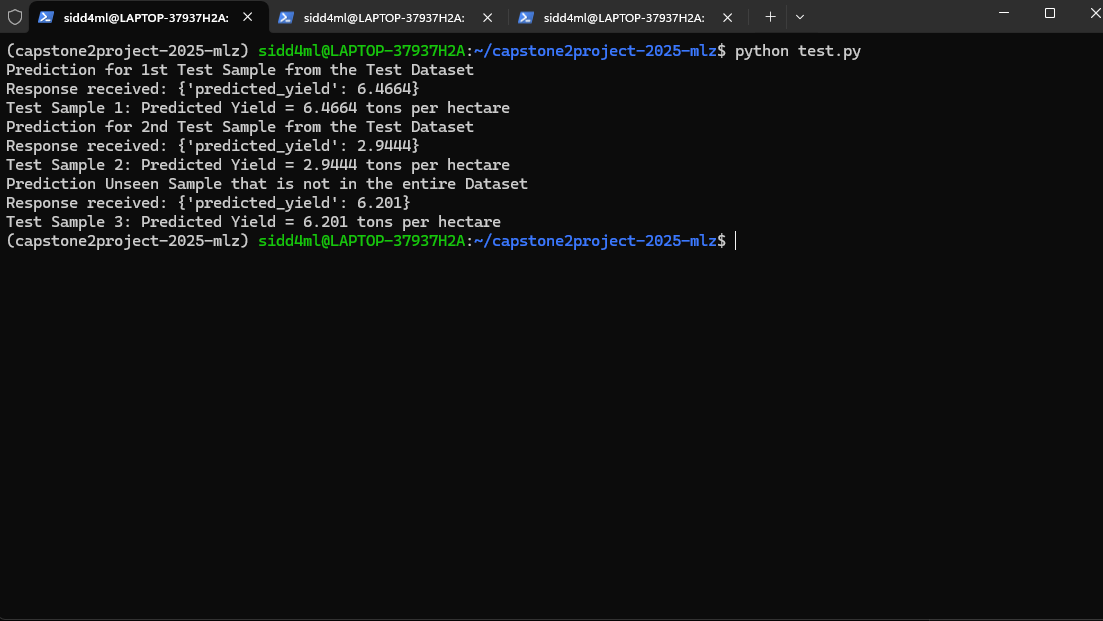 sidd4ml@LAPTOP-37937H2A: sidd4ml@LAPTOP-37937H2A: sidd4ml@LAPTOP-37937H2A:
(capstone2project-2025-mlz) sidd4ml@LAPTOP-37937H2A:~/capstone2project-2025-mlz$ python test.py
Prediction for 1st Test Sample from the Test Dataset
Response received: {'predicted_yield': 6.4664}
Test Sample 1: Predicted Yield = 6.4664 tons per hectare
Prediction for 2nd Test Sample from the Test Dataset
Response received: {'predicted_yield': 2.9444}
Test Sample 2: Predicted Yield = 2.9444 tons per hectare
Prediction Unseen Sample that is not in the entire Dataset
Response received: {'predicted_yield': 6.201}
Test Sample 3: Predicted Yield = 6.201 tons per hectare
(capstone2project-2025-mlz) sidd4ml@LAPTOP-37937H2A:~/capstone2project-2025-mlz$